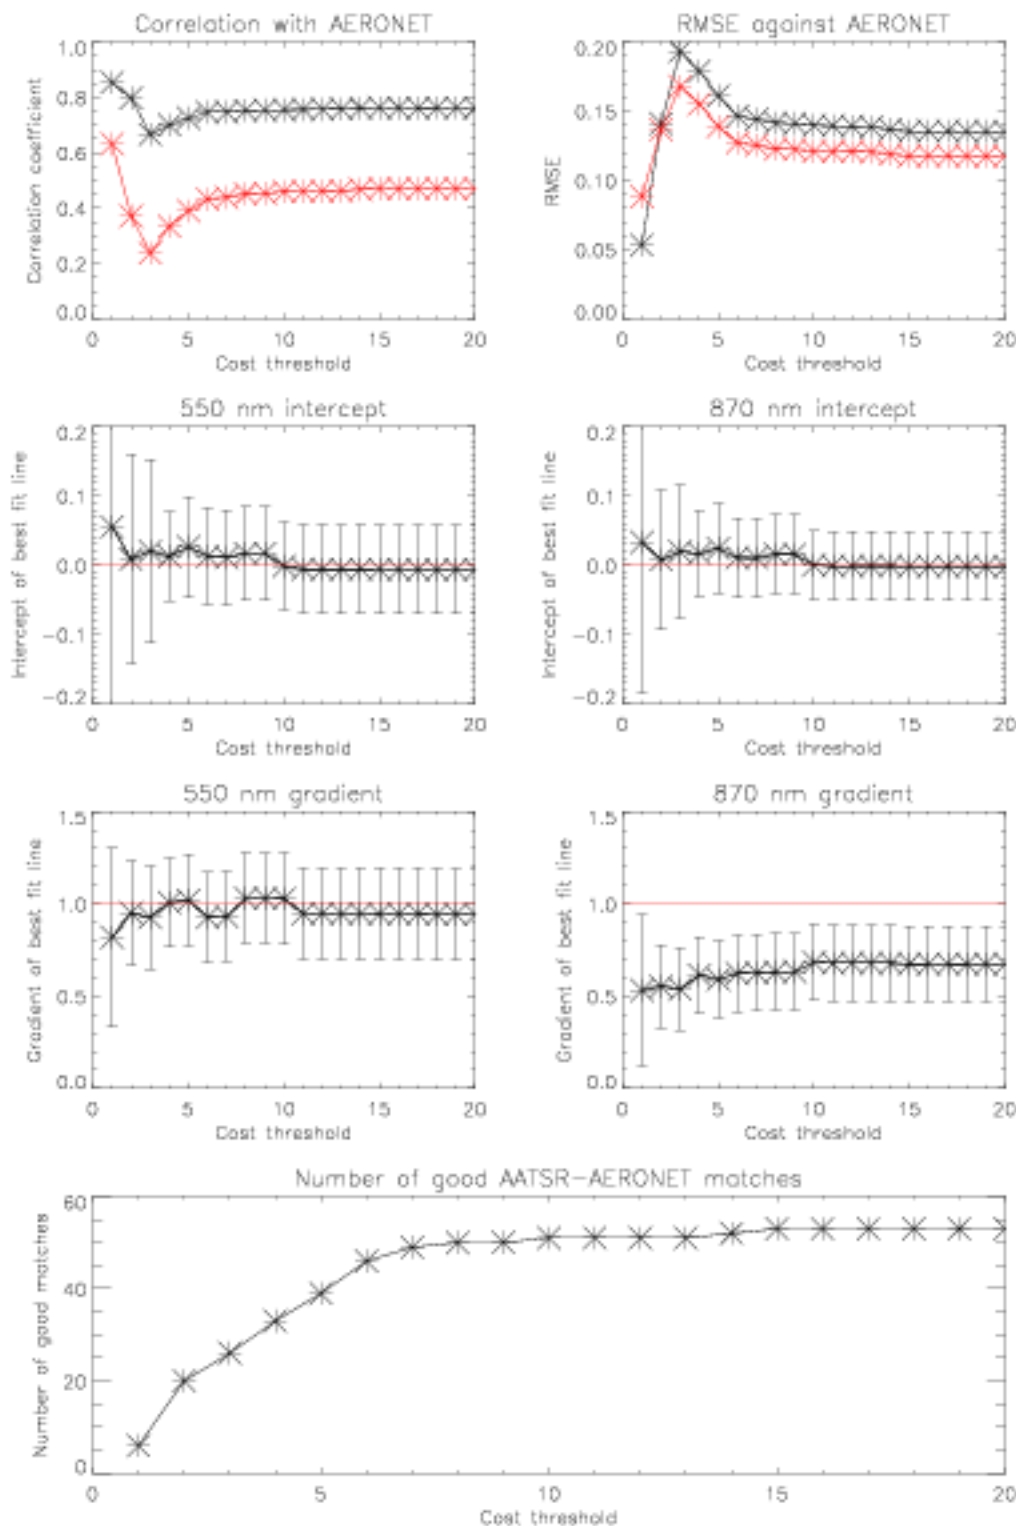 Correlation with AERONET
Correlation coefficient
1.0
0.8
0.6
0.4
0.2
0.0
0 5 10 15 20
Cost threshold
RMSE against AERONET
RMSE
0.20
0.15
0.10
0.05
0.00
0 5 10 15 20
Cost threshold
550 nm intercept
Intercept of best fit line
0.2
0.1
0.0
−0.1
−0.2
0 5 10 15 20
Cost threshold
870 nm intercept
Intercept of best fit line
0.2
0.1
0.0
−0.1
−0.2
0 5 10 15 20
Cost threshold
550 nm gradient
Gradient of best fit line
1.5
1.0
0.5
0.0
0 5 10 15 20
Cost threshold
870 nm gradient
Gradient of best fit line
1.5
1.0
0.5
0.0
0 5 10 15 20
Cost threshold
Number of good AATSR−AERONET matches
Number of good matches
60
40
20
0
0 5 10 15 20
Cost threshold